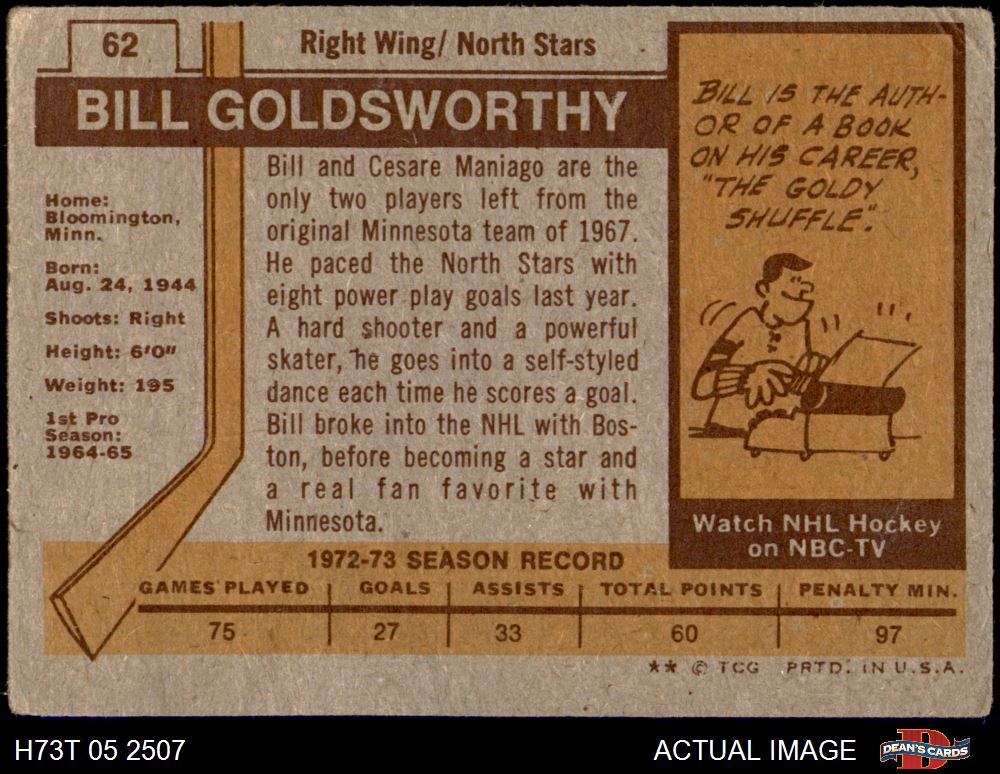 62
Right Wing/ North Stars
BILL GOLDSWORTHY
Home:
Bloomington,
Minn.
Born:
Aug. 24, 1944
Shoots: Right
Height: 6'0"
Weight: 195
1st Pro
Season:
1964-65
Bill and Cesare Maniago are the
only two players left from the
original Minnesota team of 1967.
He paced the North Stars with
eight power play goals last year.
A hard shooter and a powerful
skater, he goes into a self-styled
dance each time he scores a goal.
Bill broke into the NHL with Bos-
ton, before becoming a star and
a real fan favorite with
Minnesota.
BILL IS THE AUTH-
OR OF A BOOK
ON HIS CAREER,
"THE GOLDY
SHUFFLE".
Watch NHL Hockey
on NBC-TV
1972-73 SEASON RECORD
GAMES PLAYED GOALS ASSISTS TOTAL POINTS PENALTY MIN.
75 27 33 60 97
** © TCG PRTD. IN U.S.A.
H73T 05 2507
ACTUAL IMAGE
DEAN'S CARDS